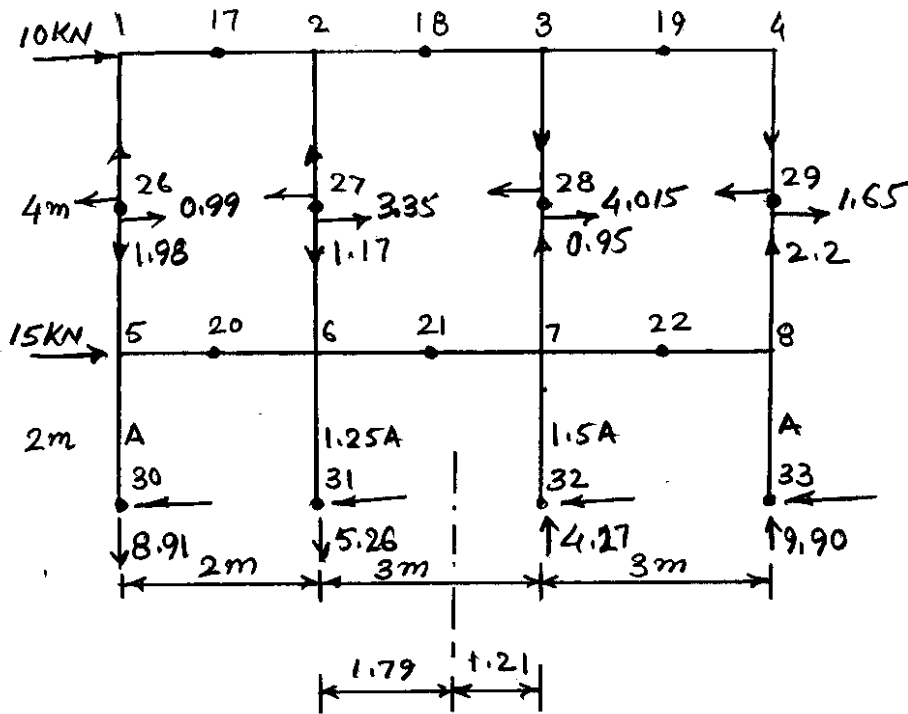 1 17 2 18 3 19 4
10KN
26 27 28 29
4m 0.99 3.35 4.015 1.65
1.98 1.17 0.95 2.2
15KN 5 20 6 21 7 22 8
2m A 1.25A 1.5A A
30 31 32 33
8.91 5.26 4.27 9.90
2m 3m 3m
1.79 1.21